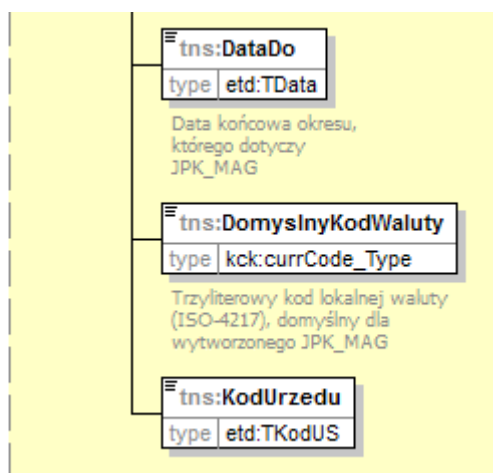 tns:DataDo
type etd:TData
Data końcowa okresu,
którego dotyczy
JPK_MAG
tns:DomyslnyKodWaluty
type kck:currCode_Type
Trzyliterowy kod lokalnej waluty
(ISO-4217), domyślny dla
wytworzonego JPK_MAG
tns:KodUrzedu
type etd:TKodUS